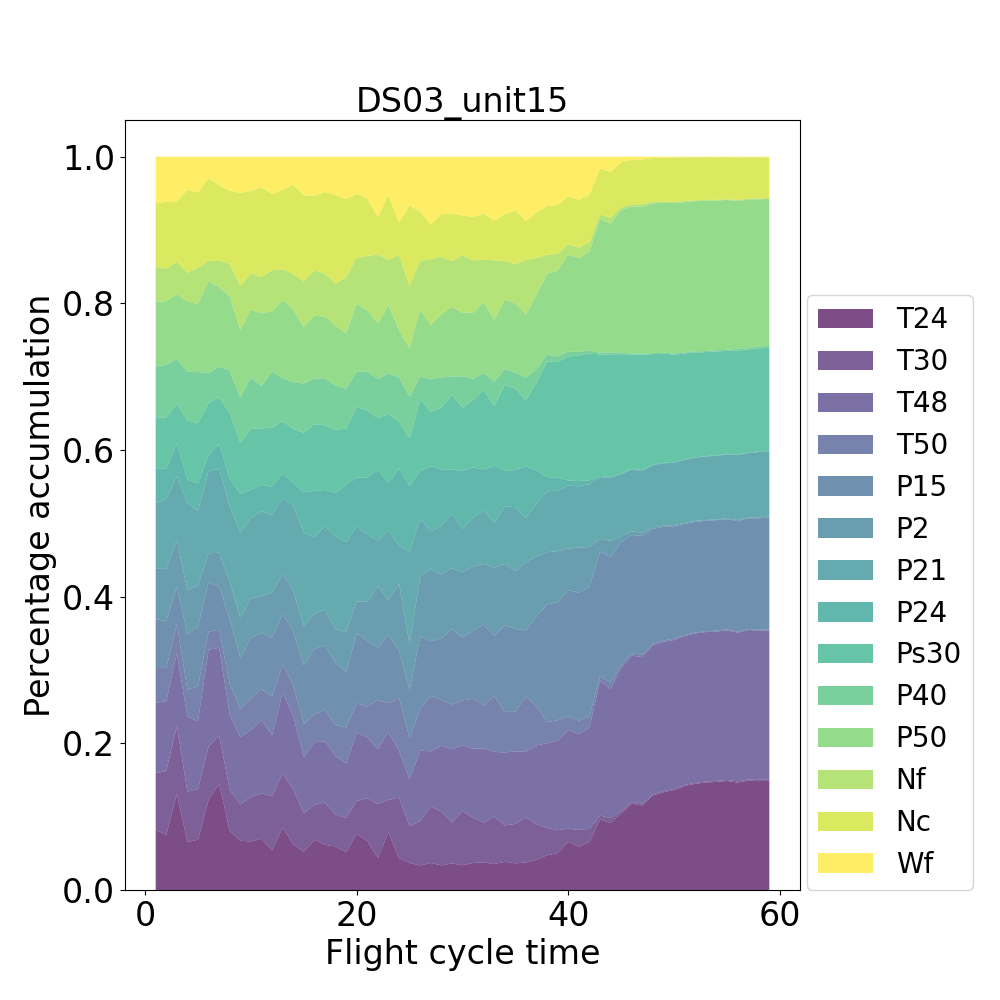 DS03_unit15
Percentage accumulation
1.0
0.8
0.6
0.4
0.2
0.0
0
20
40
60
Flight cycle time
T24
T30
T48
T50
P15
P2
P21
P24
Ps30
P40
P50
Nf
Nc
Wf